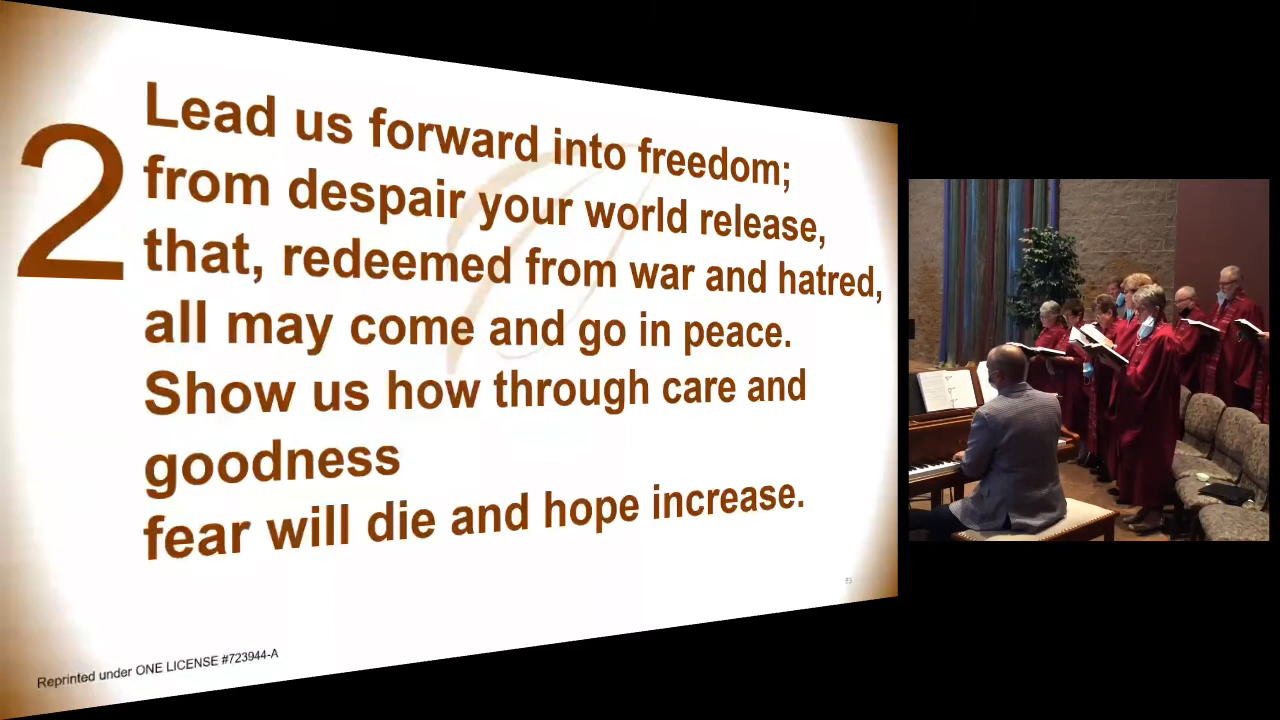 2
Lead us forward into freedom;
from despair your world release,
that, redeemed from war and hatred,
all may come and go in peace.
Show us how through care and
goodness
fear will die and hope increase.
Reprinted under ONE LICENSE #723944-A